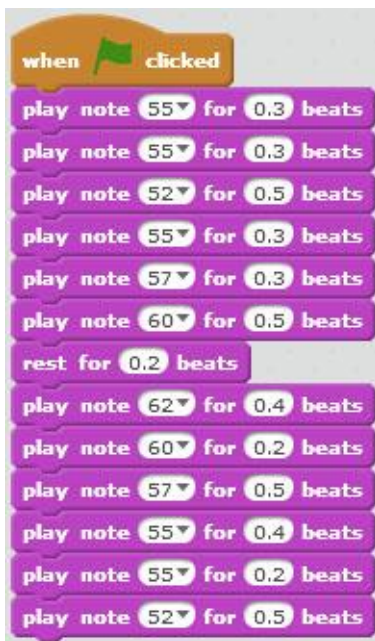 when clicked
play note 55 for 0.3 beats
play note 55 for 0.3 beats
play note 52 for 0.5 beats
play note 55 for 0.3 beats
play note 57 for 0.3 beats
play note 60 for 0.5 beats
rest for 0.2 beats
play note 62 for 0.4 beats
play note 60 for 0.2 beats
play note 57 for 0.5 beats
play note 55 for 0.4 beats
play note 55 for 0.2 beats
play note 52 for 0.5 beats